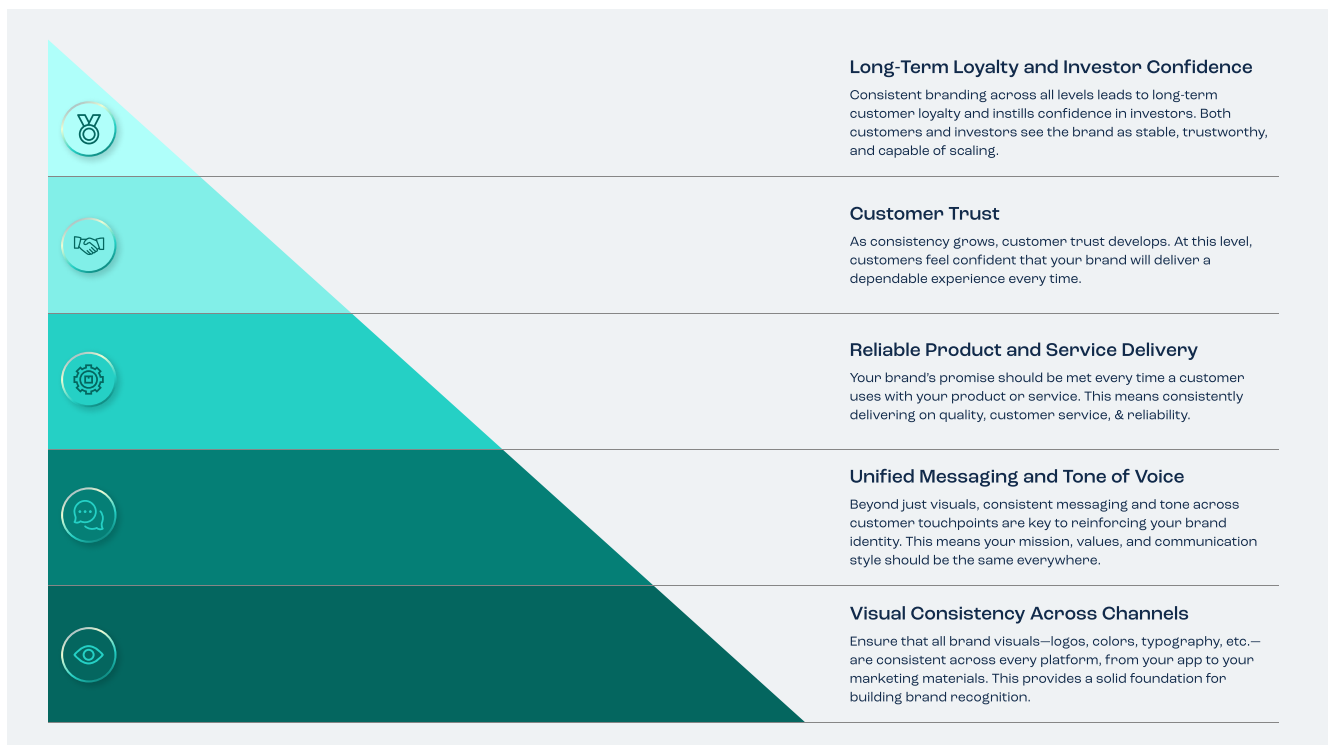 Long-Term Loyalty and Investor Confidence
Consistent branding across all levels leads to long-term
customer loyalty and instills confidence in investors. Both
customers and investors see the brand as stable, trustworthy,
and capable of scaling.
Customer Trust
As consistency grows, customer trust develops. At this level,
customers feel confident that your brand will deliver a
dependable experience every time.
Reliable Product and Service Delivery
Your brand’s promise should be met every time a customer
uses with your product or service. This means consistently
delivering on quality, customer service, & reliability.
Unified Messaging and Tone of Voice
Beyond just visuals, consistent messaging and tone across
customer touchpoints are key to reinforcing your brand
identity. This means your mission, values, and communication
style should be the same everywhere.
Visual Consistency Across Channels
Ensure that all brand visuals—logos, colors, typography, etc.—
are consistent across every platform, from your app to your
marketing materials. This provides a solid foundation for
building brand recognition.